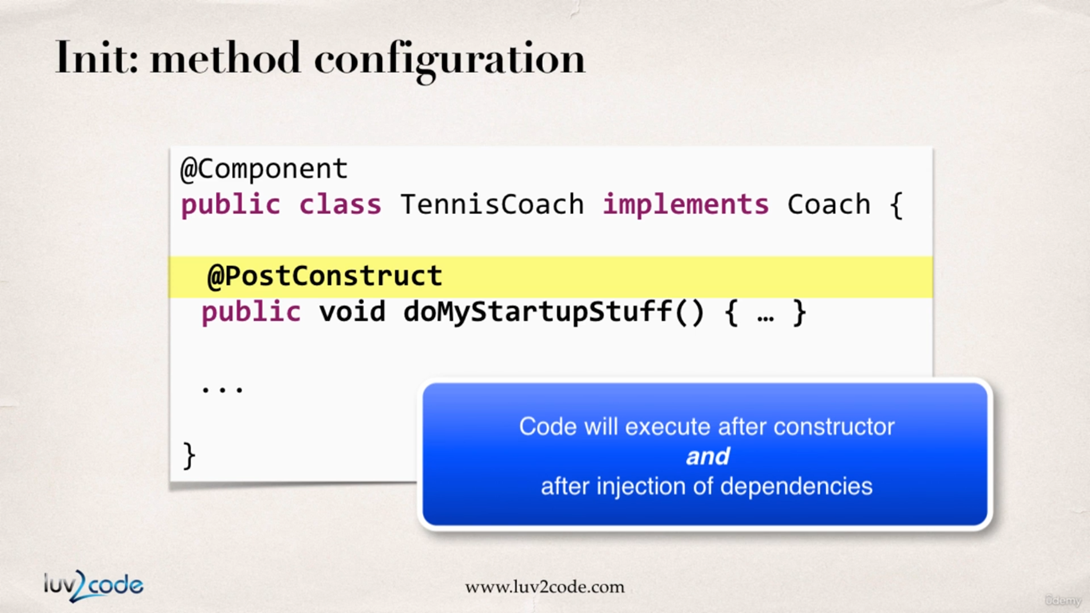 Init: method configuration
@Component
public class TennisCoach implements Coach {
@PostConstruct
public void doMyStartupStuff() { … }
...
}
Code will execute after constructor
and
after injection of dependencies
luv2code
www.luv2code.com
ûdemy